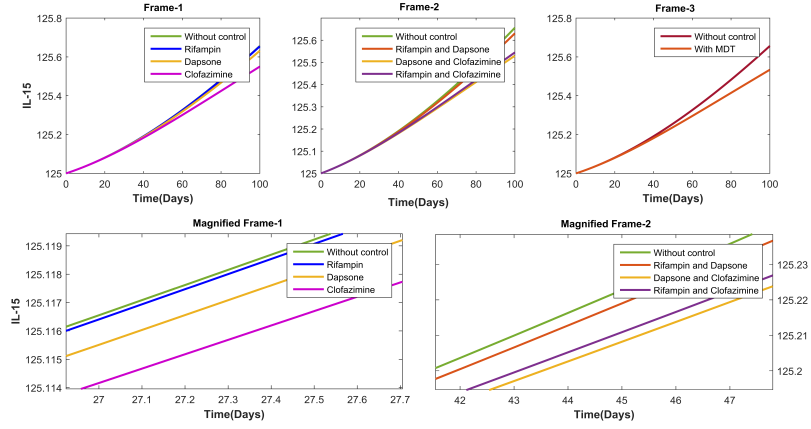 Frame-1
125.8
125.6
125.4
125.2
125
IL-15
Without control
Rifampin
Dapsone
Clofazimine
0 20 40 60 80 100
Time(Days)
Frame-2
125.6
125.5
125.4
125.3
125.2
125.1
125
Without control
Rifampin and Dapsone
Dapsone and Clofazimine
Rifampin and Clofazimine
0 20 40 60 80 100
Time(Days)
Frame-3
125.8
125.6
125.4
125.2
125
Without control
With MDT
0 20 40 60 80 100
Time(Days)
Magnified Frame-1
125.119
125.118
125.117
125.116
125.115
125.114
IL-15
Without control
Rifampin
Dapsone
Clofazimine
27 27.1 27.2 27.3 27.4 27.5 27.6 27.7
Time(Days)
Magnified Frame-2
Without control
Rifampin and Dapsone
Dapsone and Clofazimine
Rifampin and Clofazimine
125.23
125.22
125.21
125.2
42 43 44 45 46 47
Time(Days)